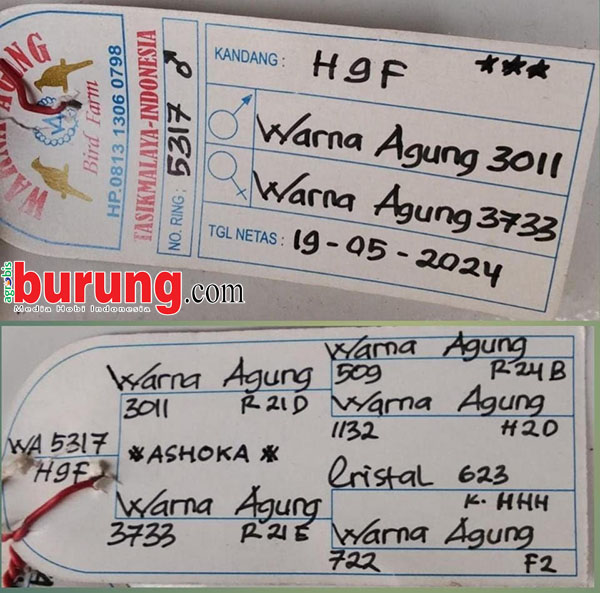 WARNA AGUNG
Bird Farm
WA
HP.0813 1306 0798
TASIKMALAYA-INDONESIA
NO. RING : 5317 ♂
KANDANG : H9F ***
♂ Warna Agung 3011
♀ Warna Agung 3733
TGL NETAS : 19-05-2024
agrobis
burung.com
Media Hobi Indonesia
WA 5317
H9F
Warna Agung
3011 R21D
*ASHOKA*
Warna Agung
3733 R21E
Warna Agung
509 R24B
Warna Agung
1132 H2D
Cristal 623
K. HHH
Warna Agung
722 F2